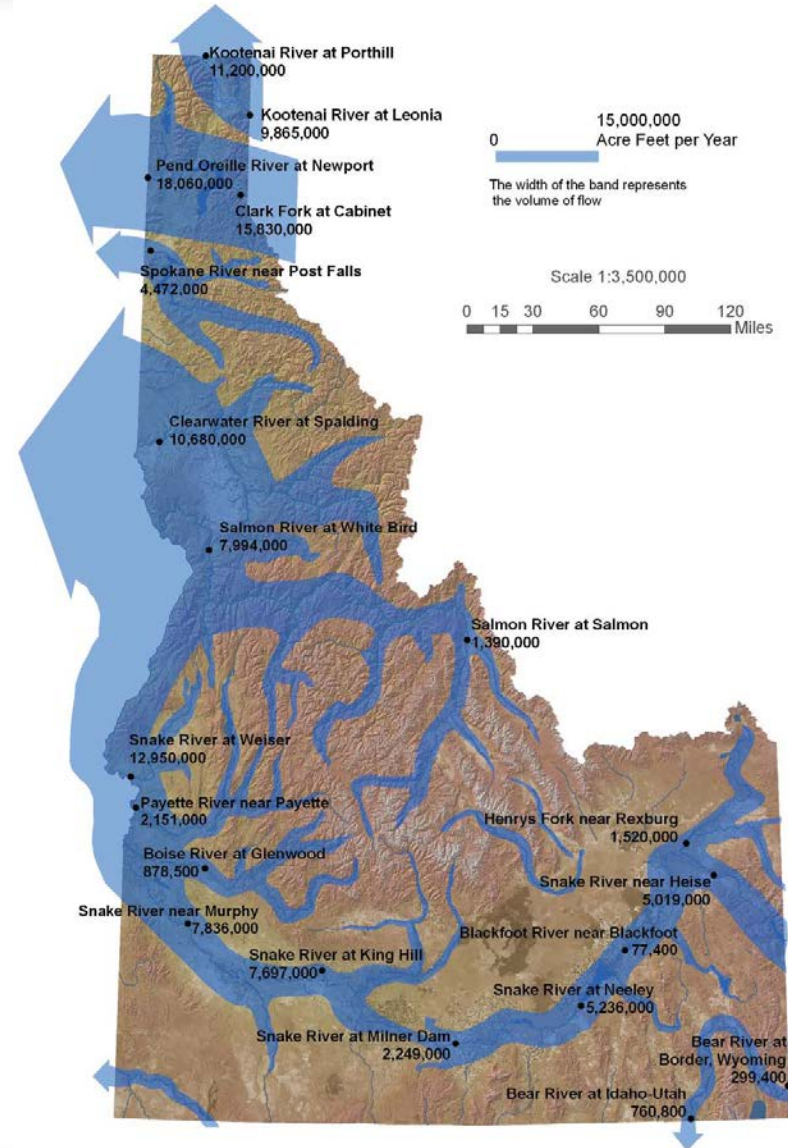 Kootenai River at Porthill
11,200,000
Kootenai River at Leonia
9,865,000
15,000,000
0 Acre Feet per Year
The width of the band represents
the volume of flow
Pend Oreille River at Newport
18,060,000
Clark Fork at Cabinet
15,830,000
Spokane River near Post Falls
4,472,000
Scale 1:3,500,000
0 15 30 60 90 120
Miles
Clearwater River at Spalding
10,680,000
Salmon River at White Bird
7,994,000
Salmon River at Salmon
1,390,000
Snake River at Weiser
12,950,000
Payette River near Payette
2,151,000
Henrys Fork near Rexburg
1,520,000
Boise River at Glenwood
878,500
Snake River near Heise
5,019,000
Snake River near Murphy
7,836,000
Blackfoot River near Blackfoot
77,400
Snake River at King Hill
7,697,000
Snake River at Neeley
5,236,000
Snake River at Milner Dam
2,249,000
Bear River at
Border, Wyoming
299,400
Bear River at Idaho-Utah
760,800